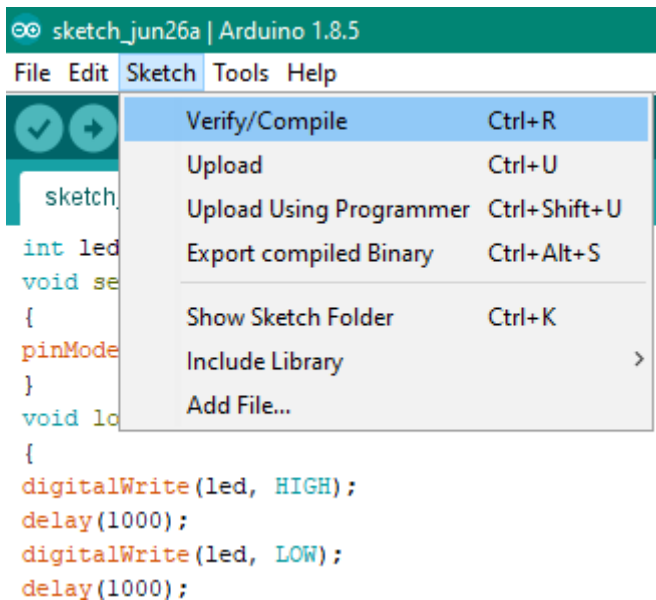 sketch_jun26a | Arduino 1.8.5
File Edit Sketch Tools Help
Verify/Compile Ctrl+R
Upload Ctrl+U
Upload Using Programmer Ctrl+Shift+U
Export compiled Binary Ctrl+Alt+S
Show Sketch Folder Ctrl+K
Include Library
Add File...
sketch_
int led
void se
{
pinMode
}
void lo
{
digitalWrite(led, HIGH);
delay(1000);
digitalWrite(led, LOW);
delay(1000);